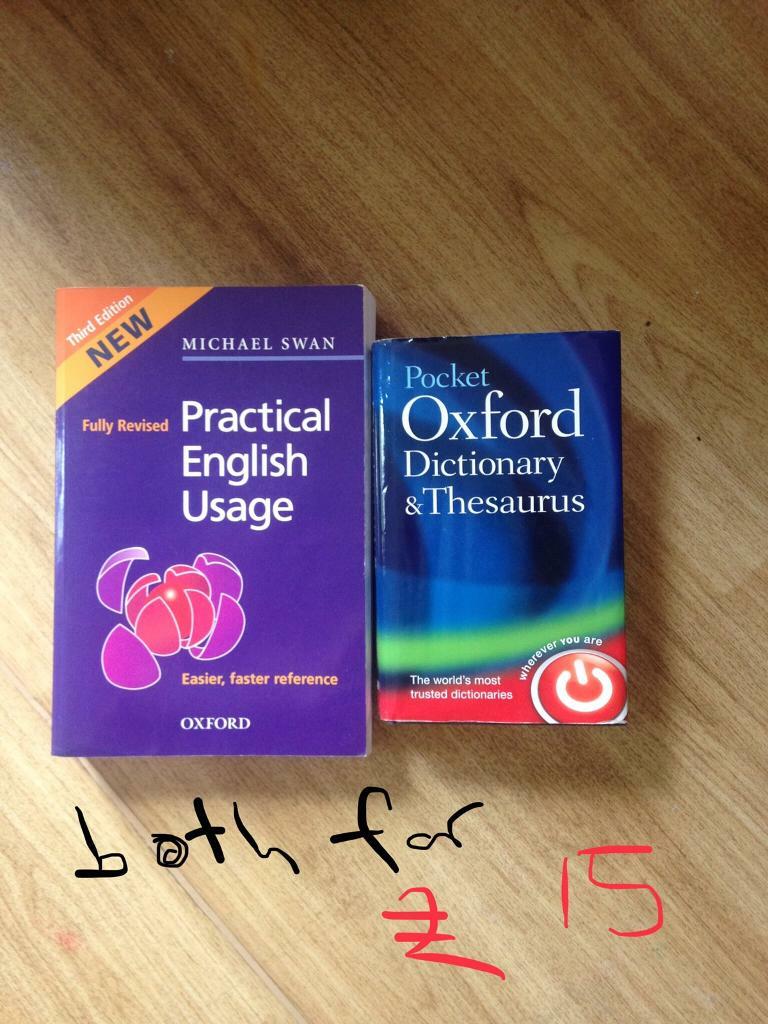 Third Edition
NEW
MICHAEL SWAN
Fully Revised
Practical
English
Usage
Easier, faster reference
OXFORD
Pocket
Oxford
Dictionary
&Thesaurus
wherever YOU are
The world's most
trusted dictionaries
both for
£ 15